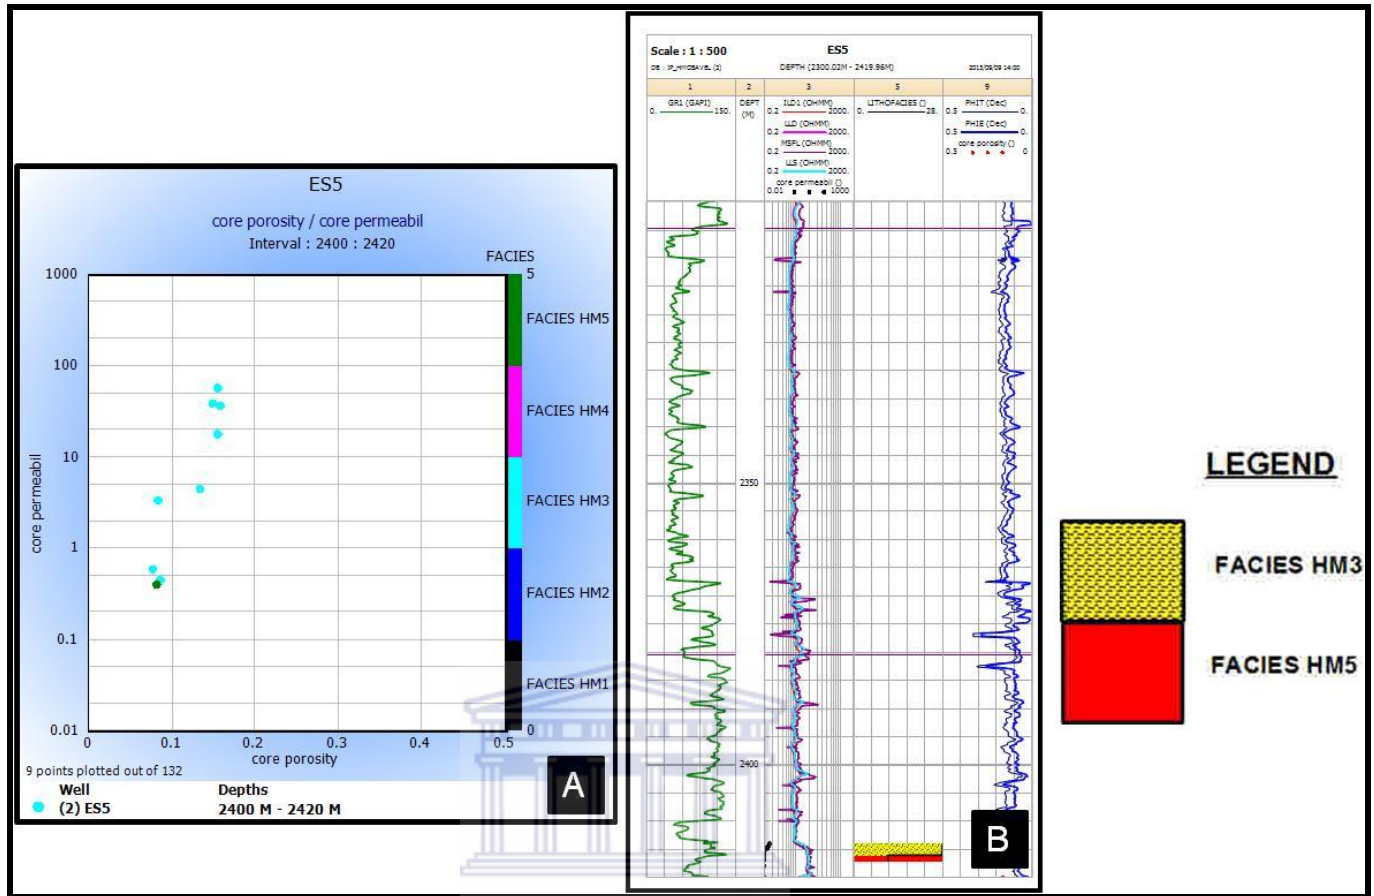 ES5
core porosity / core permeabil
Interval : 2400 : 2420
FACIES
5
FACIES HM5
FACIES HM4
FACIES HM3
FACIES HM2
FACIES HM1
0
1000
100
10
1
0.1
0.01
core permeabil
0 0.1 0.2 0.3 0.4 0.5
core porosity
9 points plotted out of 132
Well Depths
(2) ES5 2400 M - 2420 M
A
Scale : 1 : 500 ES5
DEPTH (2300.02M - 2419.96M) 2013/09/09 14:00
1 2 3 5 9
GR1 (GAPI)
0. 150.
DEPT
(M)
ILD1 (OHMM)
0.2 2000.
LLD (OHMM)
0.2 2000.
MSFL (OHMM)
0.2 2000.
LLS (OHMM)
0.2 2000.
core permeabil ()
0.01 1000
LITHOFACIES ()
0. 25.
PHIT (Dec)
0.5 0.
PHIE (Dec)
0.5 0.
core porosity ()
0.5 0
2350
2400
B
LEGEND
FACIES HM3
FACIES HM5